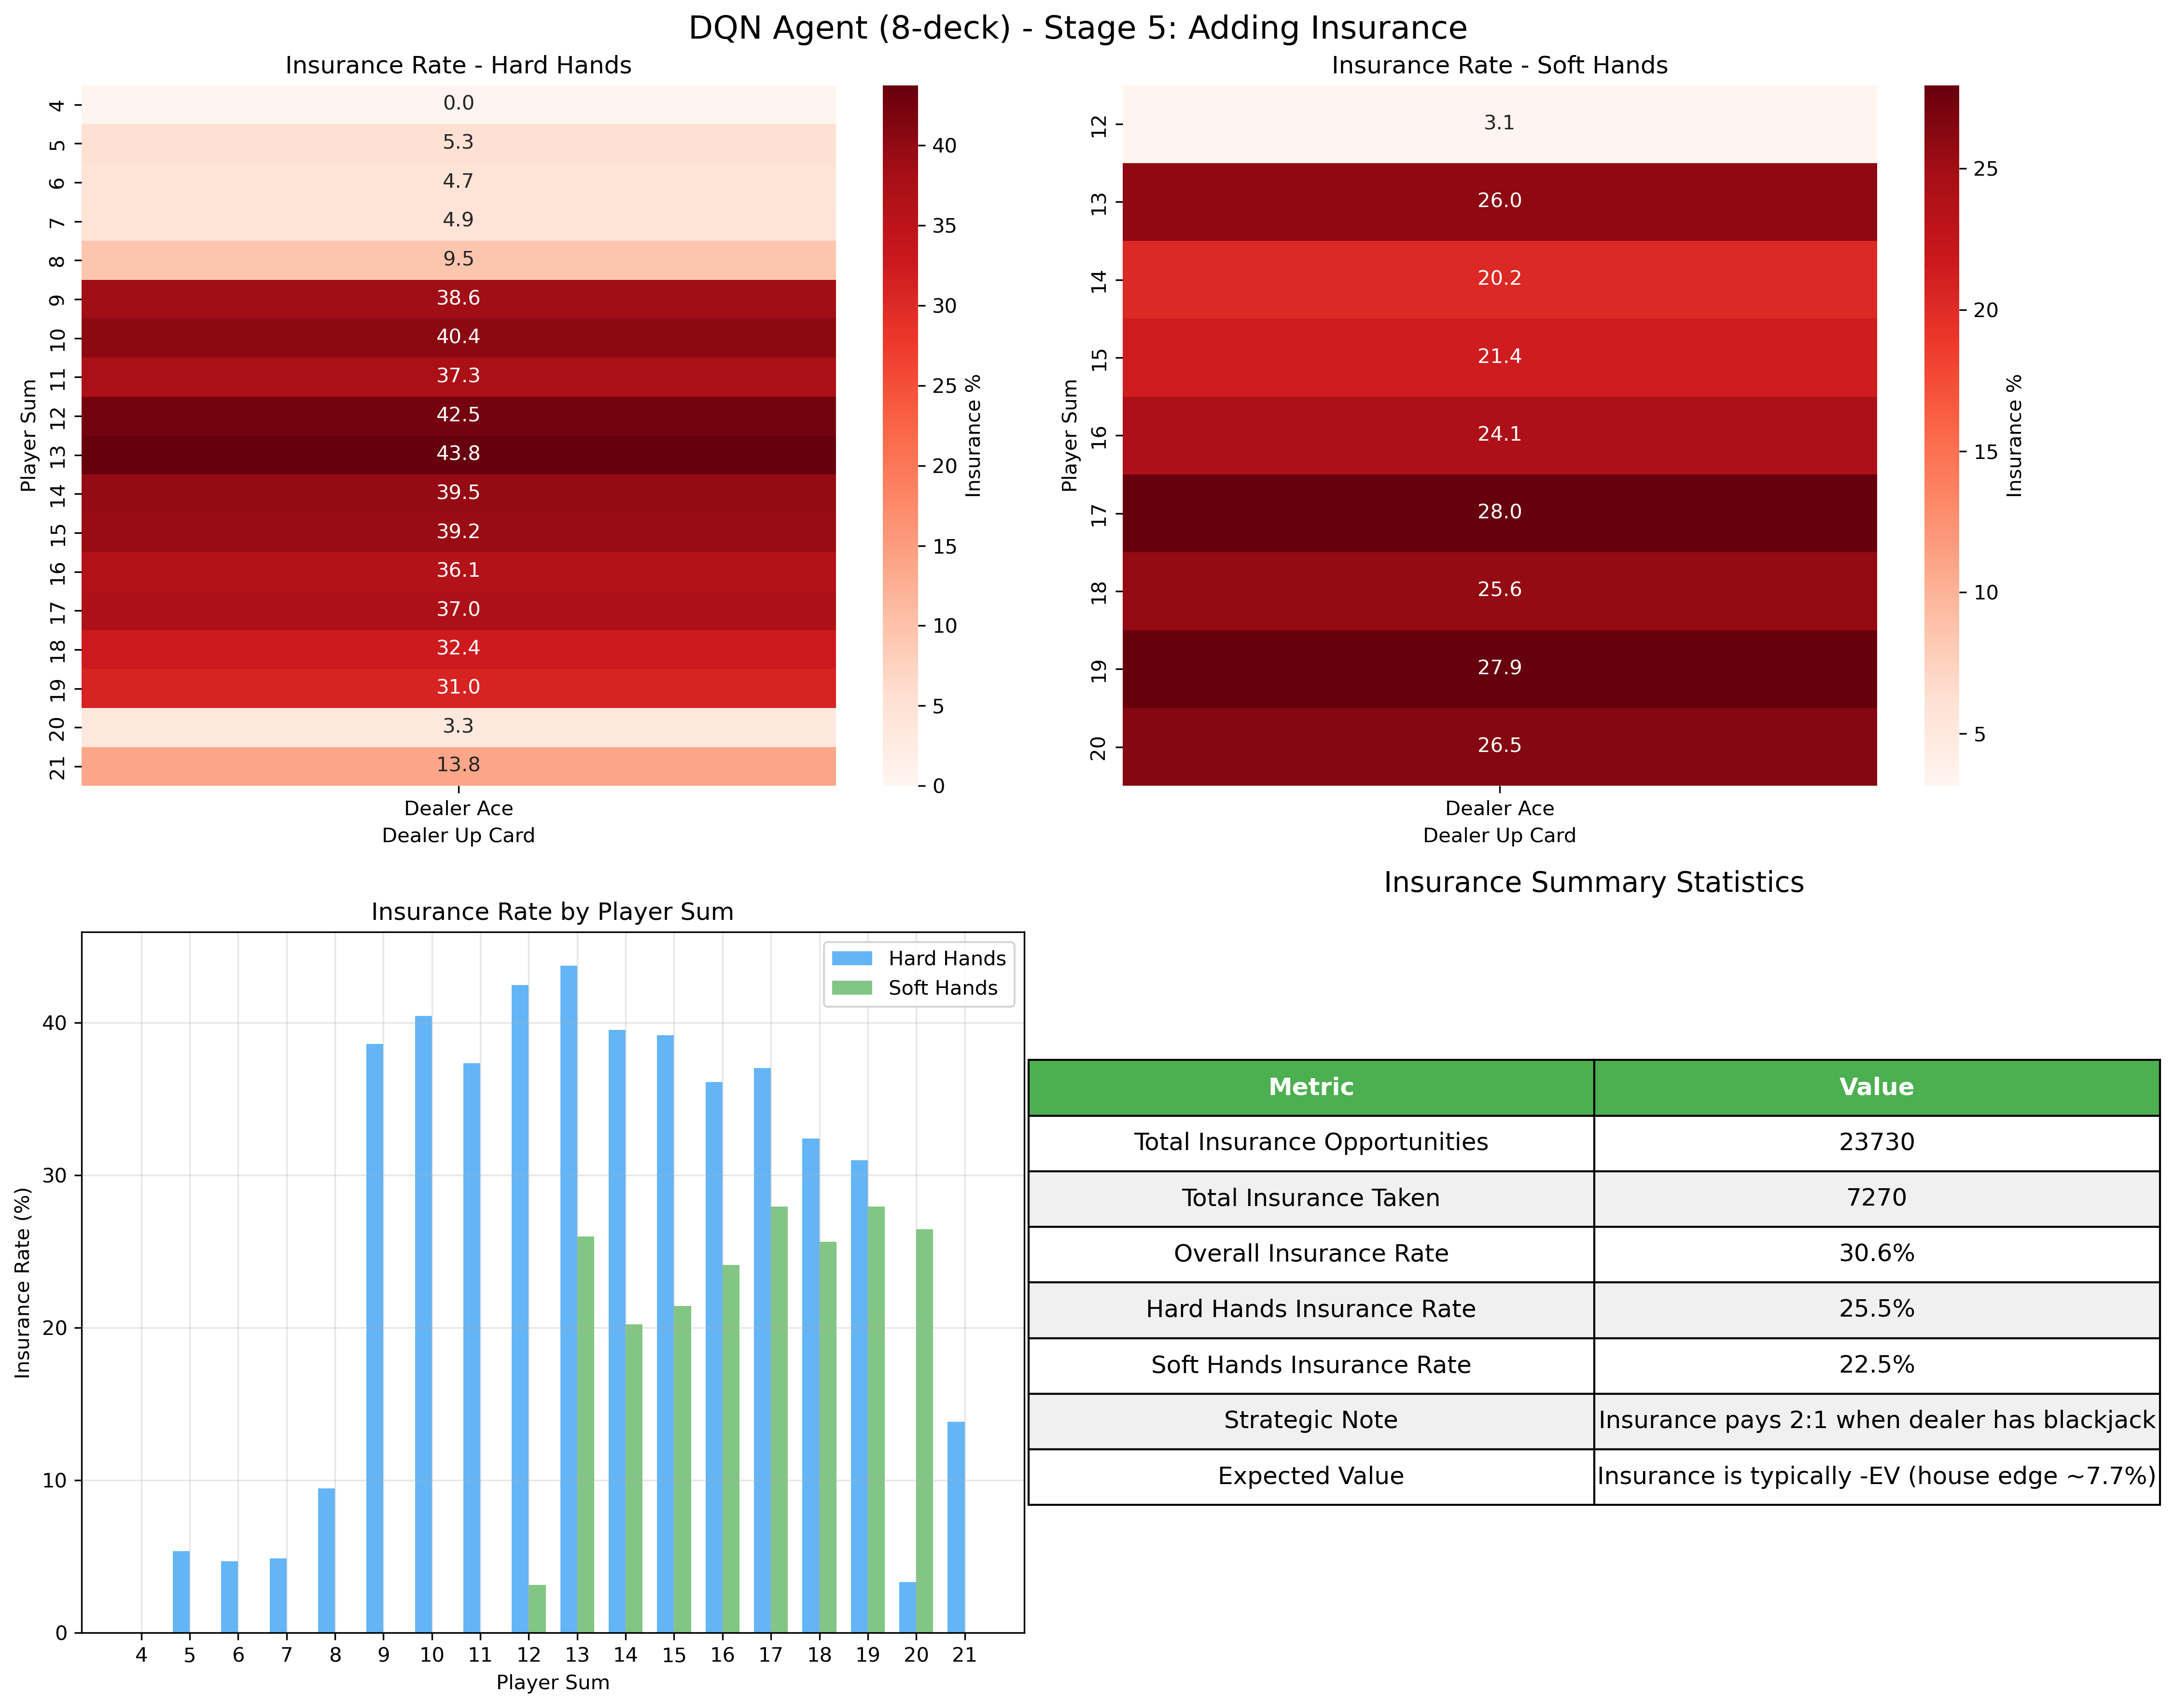 DQN Agent (8-deck) - Stage 5: Adding Insurance
Insurance Rate - Hard Hands
Player Sum
4 0.0
5 5.3
6 4.7
7 4.9
8 9.5
9 38.6
10 40.4
11 37.3
12 42.5
13 43.8
14 39.5
15 39.2
16 36.1
17 37.0
18 32.4
19 31.0
20 3.3
21 13.8
Dealer Ace
Dealer Up Card
40
35
30
25
20
15
10
5
0
Insurance %
Insurance Rate - Soft Hands
Player Sum
12 3.1
13 26.0
14 20.2
15 21.4
16 24.1
17 28.0
18 25.6
19 27.9
20 26.5
Dealer Ace
Dealer Up Card
25
20
15
10
5
Insurance %
Insurance Rate by Player Sum
Insurance Rate (%)
40
30
20
10
0
Hard Hands
Soft Hands
4 5 6 7 8 9 10 11 12 13 14 15 16 17 18 19 20 21
Player Sum
Insurance Summary Statistics
Metric Value
Total Insurance Opportunities 23730
Total Insurance Taken 7270
Overall Insurance Rate 30.6%
Hard Hands Insurance Rate 25.5%
Soft Hands Insurance Rate 22.5%
Strategic Note Insurance pays 2:1 when dealer has blackjack
Expected Value Insurance is typically -EV (house edge ~7.7%)